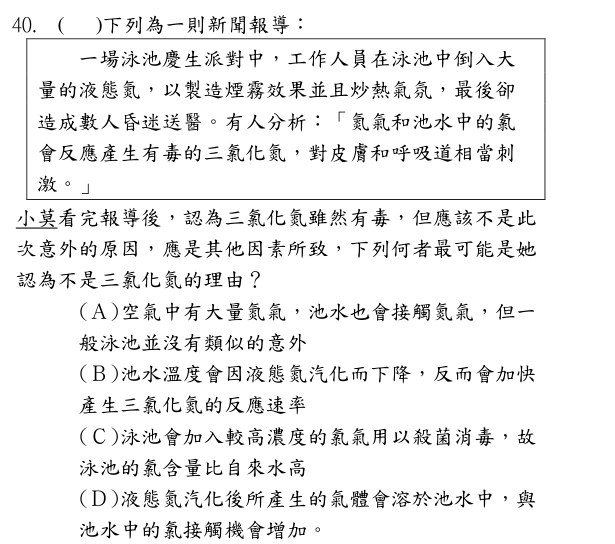 40. (　)下列為一則新聞報導：
一場泳池慶生派對中，工作人員在泳池中倒入大
量的液態氮，以製造煙霧效果並且炒熱氣氛，最後卻
造成數人昏迷送醫。有人分析：「氮氣和池水中的氯
會反應產生有毒的三氯化氮，對皮膚和呼吸道相當刺
激。」
小莫看完報導後，認為三氯化氮雖然有毒，但應該不是此
次意外的原因，應是其他因素所致，下列何者最可能是她
認為不是三氯化氮的理由？
(A)空氣中有大量氮氣，池水也會接觸氮氣，但一
般泳池並沒有類似的意外
(B)池水溫度會因液態氮汽化而下降，反而會加快
產生三氯化氮的反應速率
(C)泳池會加入較高濃度的氯氣用以殺菌消毒，故
泳池的氯含量比自來水高
(D)液態氮汽化後所產生的氣體會溶於池水中，與
池水中的氯接觸機會增加。